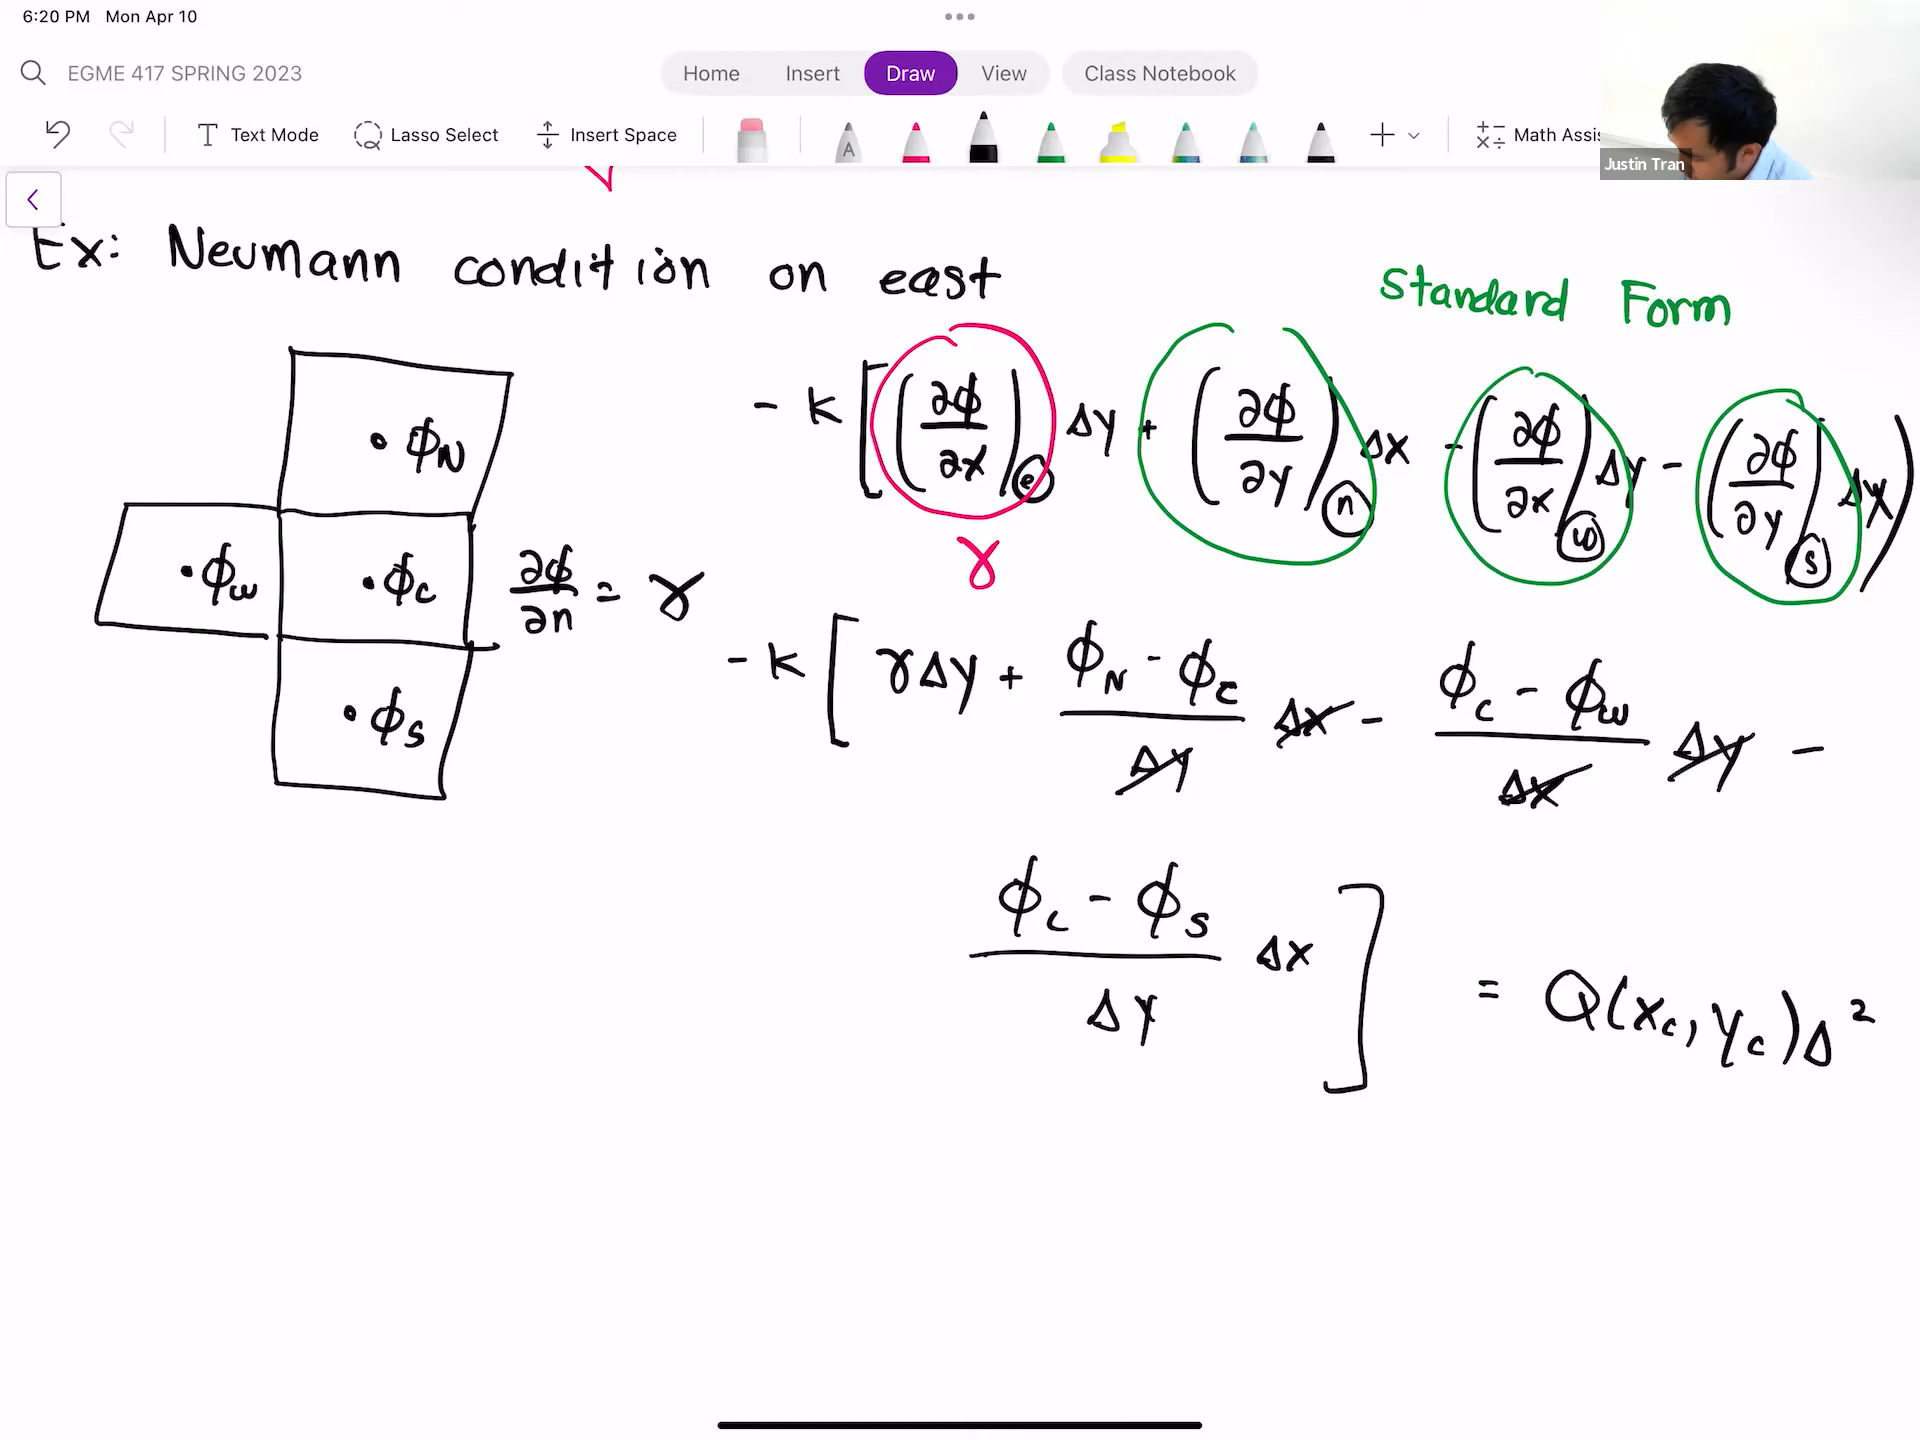 6:20 PM Mon Apr 10
EGME 417 SPRING 2023
Home Insert Draw View Class Notebook
Text Mode Lasso Select Insert Space A Math Assis
Justin Tran
Ex: Neumann condition on east
Standard Form
- k [ (∂ϕ/∂x)e Δy + (∂ϕ/∂y)n Δx - (∂ϕ/∂x)w Δy - (∂ϕ/∂y)s Δx )
γ
• ϕN
• ϕw • ϕc ∂ϕ/∂n = γ
• ϕs
- k [ γΔy + (ϕN - ϕc)/Δy Δx - (ϕc - ϕw)/Δx Δy -
(ϕc - ϕs)/Δy Δx ] = Q(xc, yc)Δ²